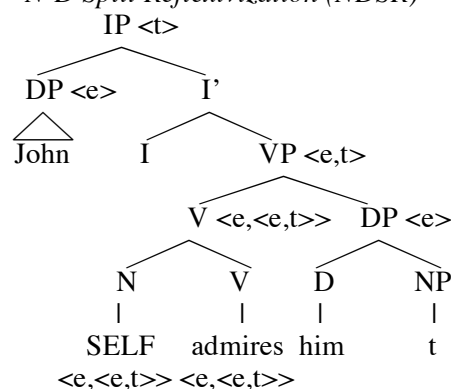 N-D Split Reflexivization (NDSR)
IP <t>
DP <e> I’
John I VP <e,t>
V <e,<e,t>> DP <e>
N V D NP
SELF admires him t
<e,<e,t>> <e,<e,t>>